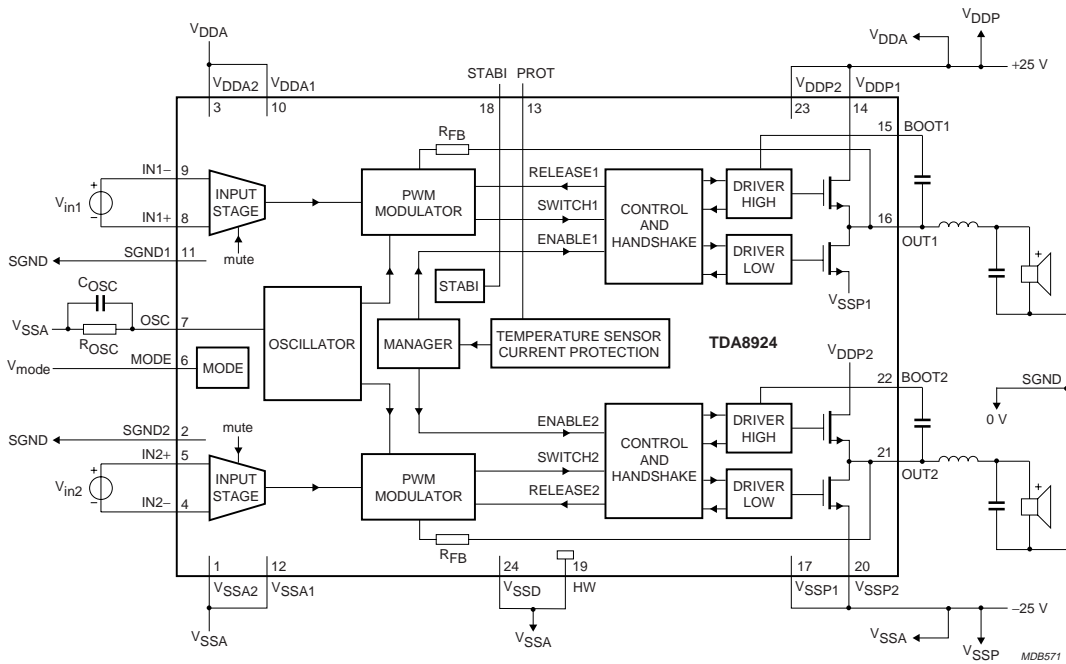 VDDA
VDDA2
VDDA1
3
10
STABI PROT
18
13
VDDA
VDDP
+25 V
VDDP2
VDDP1
23
14
15
BOOT1
RFB
IN1−
9
Vin1
+
−
IN1+
8
INPUT
STAGE
mute
PWM
MODULATOR
RELEASE1
SWITCH1
ENABLE1
CONTROL
AND
HANDSHAKE
DRIVER
HIGH
DRIVER
LOW
16
OUT1
+
VSSP1
SGND
SGND1
11
COSC
VSSA
OSC
7
ROSC
Vmode
MODE
6
MODE
OSCILLATOR
STABI
MANAGER
TEMPERATURE SENSOR
CURRENT PROTECTION
TDA8924
VDDP2
22
BOOT2
SGND
0 V
SGND
SGND2
2
mute
IN2+
5
Vin2
+
−
IN2−
4
INPUT
STAGE
PWM
MODULATOR
ENABLE2
SWITCH2
RELEASE2
CONTROL
AND
HANDSHAKE
DRIVER
HIGH
DRIVER
LOW
21
OUT2
+
RFB
1
12
VSSA2
VSSA1
VSSA
24
19
VSSD
HW
VSSA
17
20
VSSP1
VSSP2
−25 V
VSSA
VSSP
MDB571